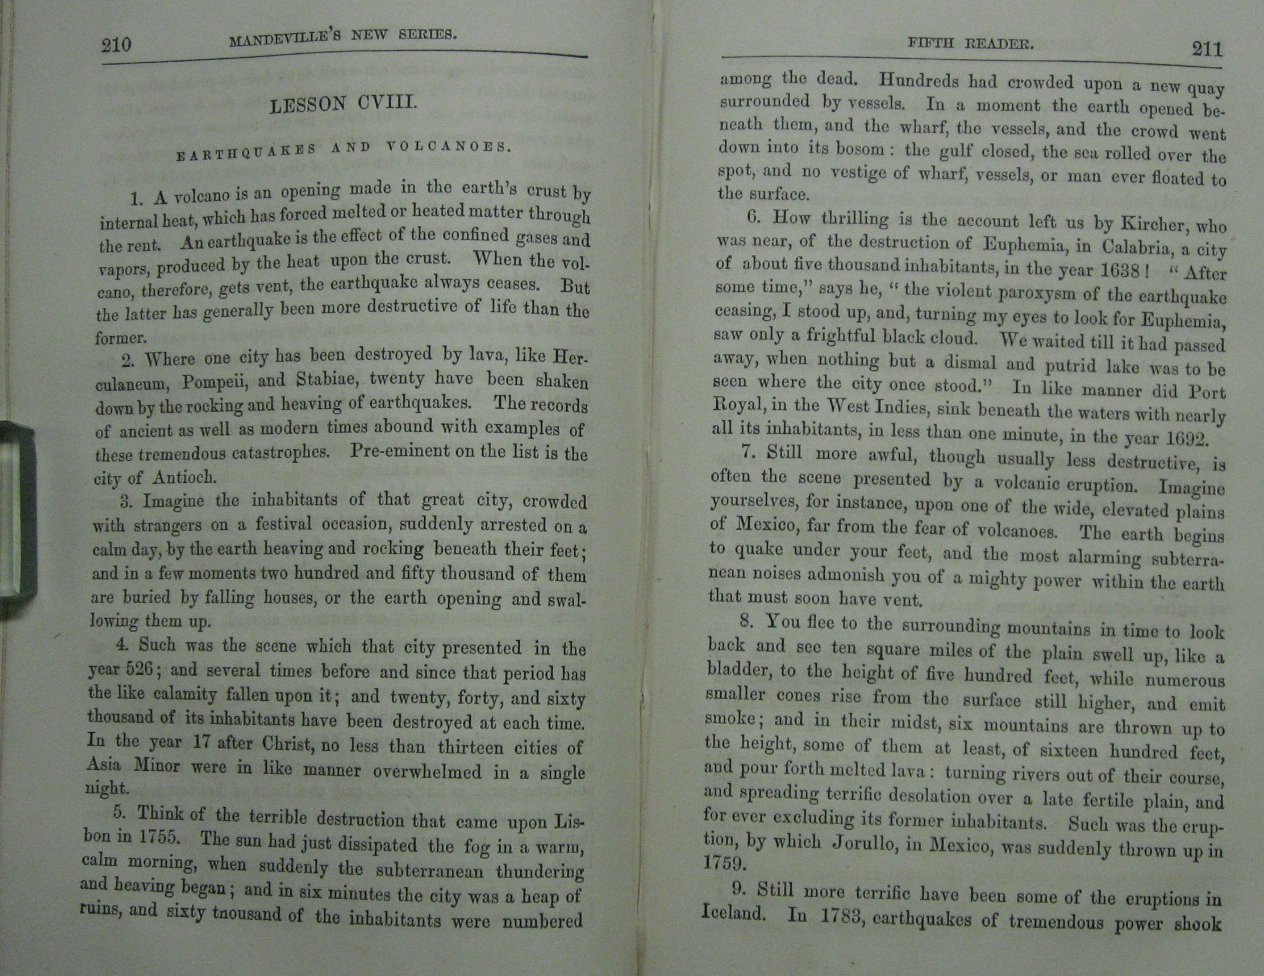 210
MANDEVILLE'S NEW SERIES.
LESSON CVIII.
EARTHQUAKES AND VOLCANOES.
1. A volcano is an opening made in the earth's crust by
internal heat, which has forced melted or heated matter through
the rent. An earthquake is the effect of the confined gases and
vapors, produced by the heat upon the crust. When the vol-
cano, therefore, gets vent, the earthquake always ceases. But
the latter has generally been more destructive of life than the
former.
2. Where one city has been destroyed by lava, like Her-
culaneum, Pompeii, and Stabiae, twenty have been shaken
down by the rocking and heaving of earthquakes. The records
of ancient as well as modern times abound with examples of
these tremendous catastrophes. Pre-eminent on the list is the
city of Antioch.
3. Imagine the inhabitants of that great city, crowded
with strangers on a festival occasion, suddenly arrested on a
calm day, by the earth heaving and rocking beneath their feet;
and in a few moments two hundred and fifty thousand of them
are buried by falling houses, or the earth opening and swal-
lowing them up.
4. Such was the scene which that city presented in the
year 526; and several times before and since that period has
the like calamity fallen upon it; and twenty, forty, and sixty
thousand of its inhabitants have been destroyed at each time.
In the year 17 after Christ, no less than thirteen cities of
Asia Minor were in like manner overwhelmed in a single
night.
5. Think of the terrible destruction that came upon Lis-
bon in 1755. The sun had just dissipated the fog in a warm,
calm morning, when suddenly the subterranean thundering
and heaving began; and in six minutes the city was a heap of
ruins, and sixty tnousand of the inhabitants were numbered
FIFTH READER.
211
among the dead. Hundreds had crowded upon a new quay
surrounded by vessels. In a moment the earth opened be-
neath them, and the wharf, the vessels, and the crowd went
down into its bosom: the gulf closed, the sea rolled over the
spot, and no vestige of wharf, vessels, or man ever floated to
the surface.
6. How thrilling is the account left us by Kircher, who
was near, of the destruction of Euphemia, in Calabria, a city
of about five thousand inhabitants, in the year 1638! "After
some time," says he, "the violent paroxysm of the earthquake
ceasing, I stood up, and, turning my eyes to look for Euphemia,
saw only a frightful black cloud. We waited till it had passed
away, when nothing but a dismal and putrid lake was to be
seen where the city once stood." In like manner did Port
Royal, in the West Indies, sink beneath the waters with nearly
all its inhabitants, in less than one minute, in the year 1692.
7. Still more awful, though usually less destructive, is
often the scene presented by a volcanic eruption. Imagine
yourselves, for instance, upon one of the wide, elevated plains
of Mexico, far from the fear of volcanoes. The earth begins
to quake under your feet, and the most alarming subterra-
nean noises admonish you of a mighty power within the earth
that must soon have vent.
8. You flee to the surrounding mountains in time to look
back and see ten square miles of the plain swell up, like a
bladder, to the height of five hundred feet, while numerous
smaller cones rise from the surface still higher, and emit
smoke; and in their midst, six mountains are thrown up to
the height, some of them at least, of sixteen hundred feet,
and pour forth melted lava: turning rivers out of their course,
and spreading terrific desolation over a late fertile plain, and
for ever excluding its former inhabitants. Such was the erup-
tion, by which Jorullo, in Mexico, was suddenly thrown up in
1759.
9. Still more terrific have been some of the eruptions in
Iceland. In 1783, earthquakes of tremendous power shook